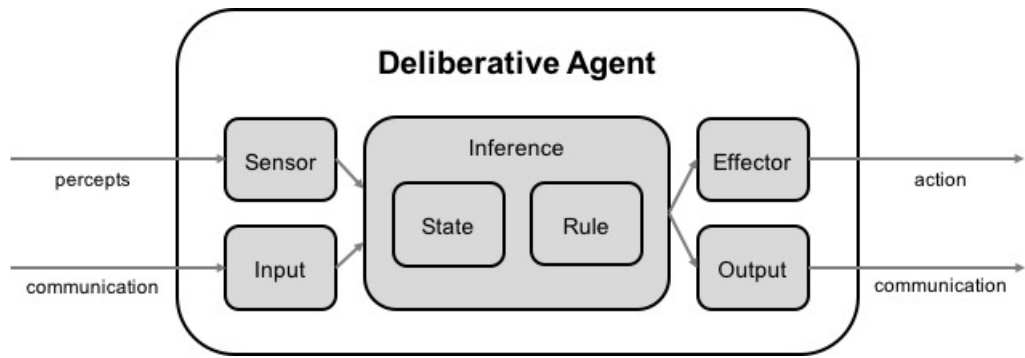 Deliberative Agent
Sensor
Inference
Effector
percepts
action
State
Rule
Input
Output
communication
communication